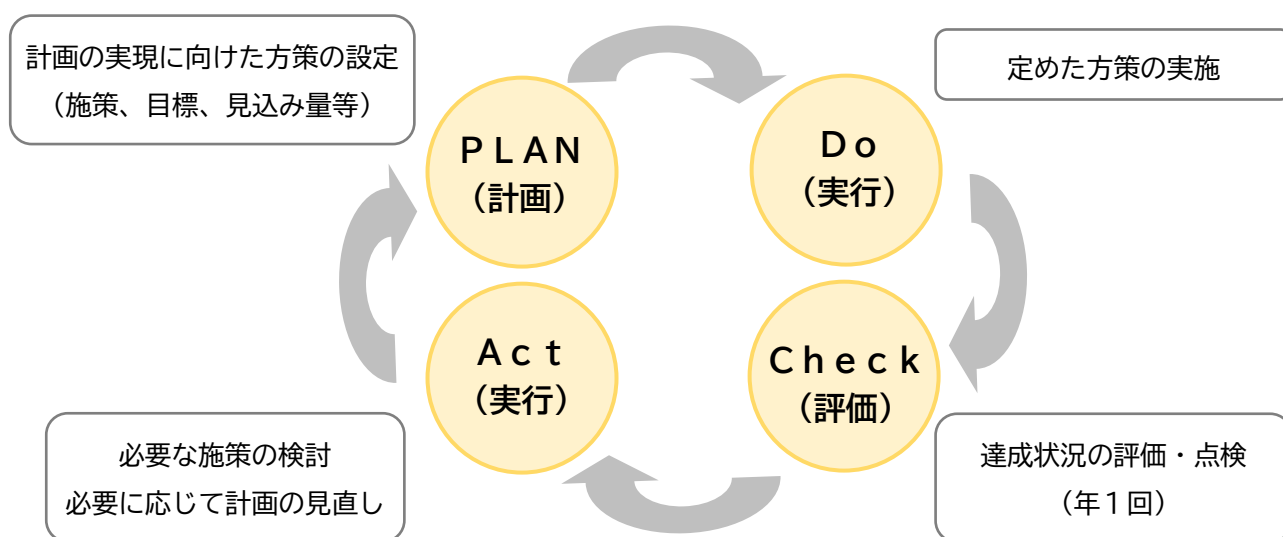 計画の実現に向けた方策の設定
（施策、目標、見込み量等）
定めた方策の実施
ＰＬＡＮ
（計画）
Ｄｏ
（実行）
Ａｃｔ
（実行）
Ｃｈｅｃｋ
（評価）
必要な施策の検討
必要に応じて計画の見直し
達成状況の評価・点検
（年１回）